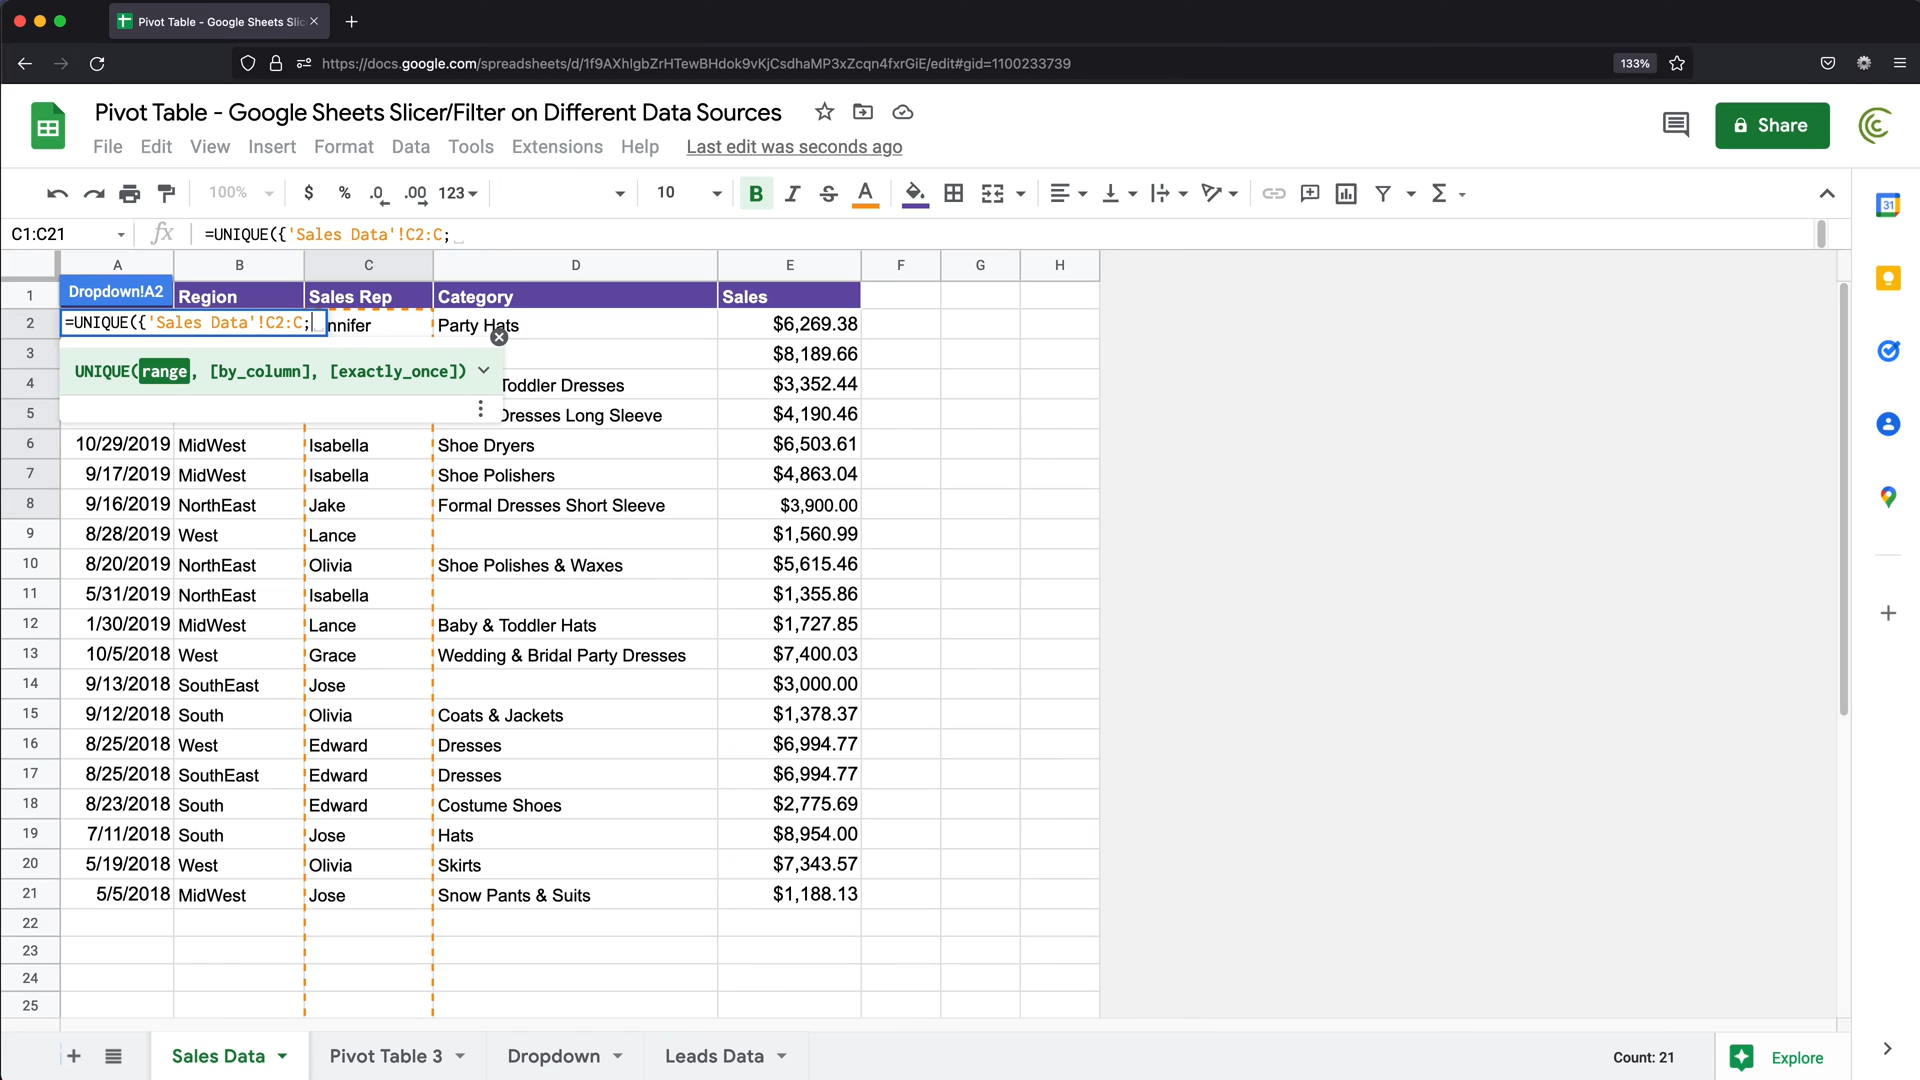 Pivot Table - Google Sheets Slic
https://docs.google.com/spreadsheets/d/1f9AXhIgbZrHTewBHdok9vKjCsdhaMP3xZcqn4fxrGiE/edit#gid=1100233739
133%
Pivot Table - Google Sheets Slicer/Filter on Different Data Sources
Share
File Edit View Insert Format Data Tools Extensions Help Last edit was seconds ago
100% $ % .0 .00 123 10 B I S A Σ
31
C1:C21 fx =UNIQUE({'Sales Data'!C2:C;
A B C D E F G H
1 Dropdown!A2 Region Sales Rep Category Sales
2 =UNIQUE({'Sales Data'!C2:C; nnifer Party Hats $6,269.38
3 $8,189.66
UNIQUE(range, [by_column], [exactly_once])
4 Toddler Dresses $3,352.44
5 Dresses Long Sleeve $4,190.46
6 10/29/2019 MidWest Isabella Shoe Dryers $6,503.61
7 9/17/2019 MidWest Isabella Shoe Polishers $4,863.04
8 9/16/2019 NorthEast Jake Formal Dresses Short Sleeve $3,900.00
9 8/28/2019 West Lance $1,560.99
10 8/20/2019 NorthEast Olivia Shoe Polishes & Waxes $5,615.46
11 5/31/2019 NorthEast Isabella $1,355.86
12 1/30/2019 MidWest Lance Baby & Toddler Hats $1,727.85
13 10/5/2018 West Grace Wedding & Bridal Party Dresses $7,400.03
14 9/13/2018 SouthEast Jose $3,000.00
15 9/12/2018 South Olivia Coats & Jackets $1,378.37
16 8/25/2018 West Edward Dresses $6,994.77
17 8/25/2018 SouthEast Edward Dresses $6,994.77
18 8/23/2018 South Edward Costume Shoes $2,775.69
19 7/11/2018 South Jose Hats $8,954.00
20 5/19/2018 West Olivia Skirts $7,343.57
21 5/5/2018 MidWest Jose Snow Pants & Suits $1,188.13
22
23
24
25
Sales Data Pivot Table 3 Dropdown Leads Data Count: 21 Explore